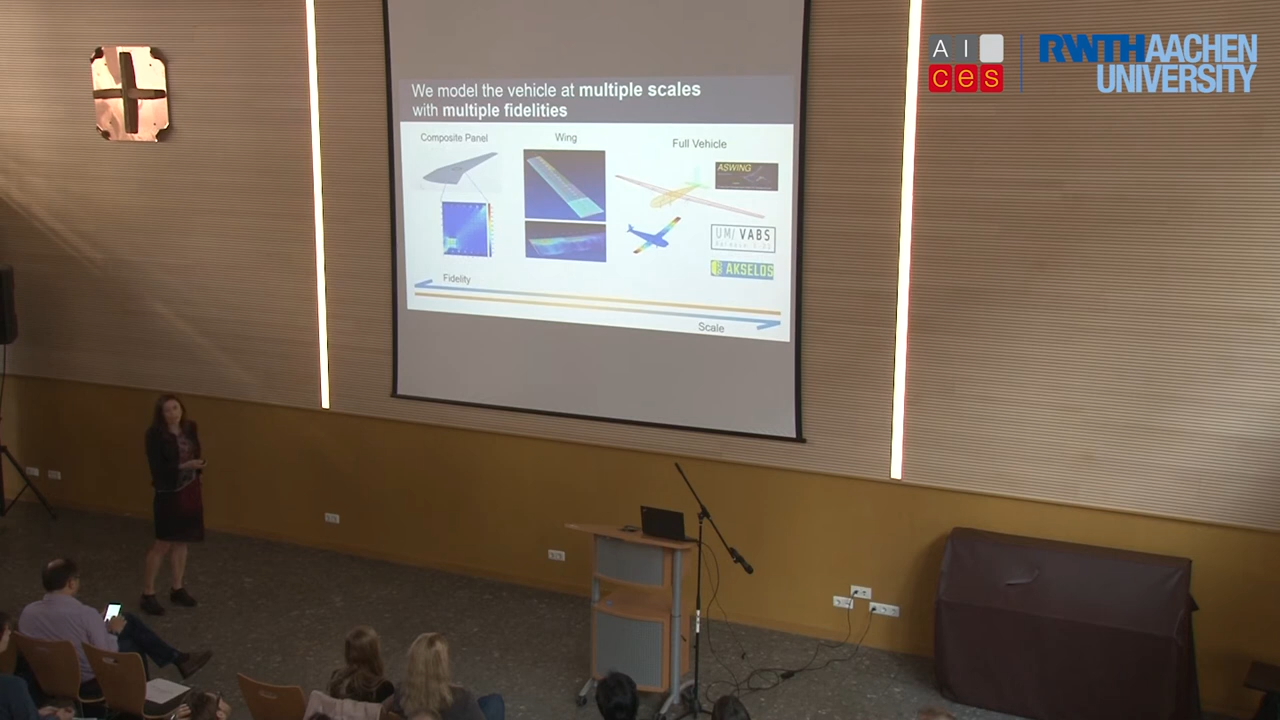 AI
ces
RWTH AACHEN
UNIVERSITY
We model the vehicle at multiple scales
with multiple fidelities
Composite Panel
Wing
Full Vehicle
ASWING
UM/ VABS
AKSELOS
Fidelity
Scale